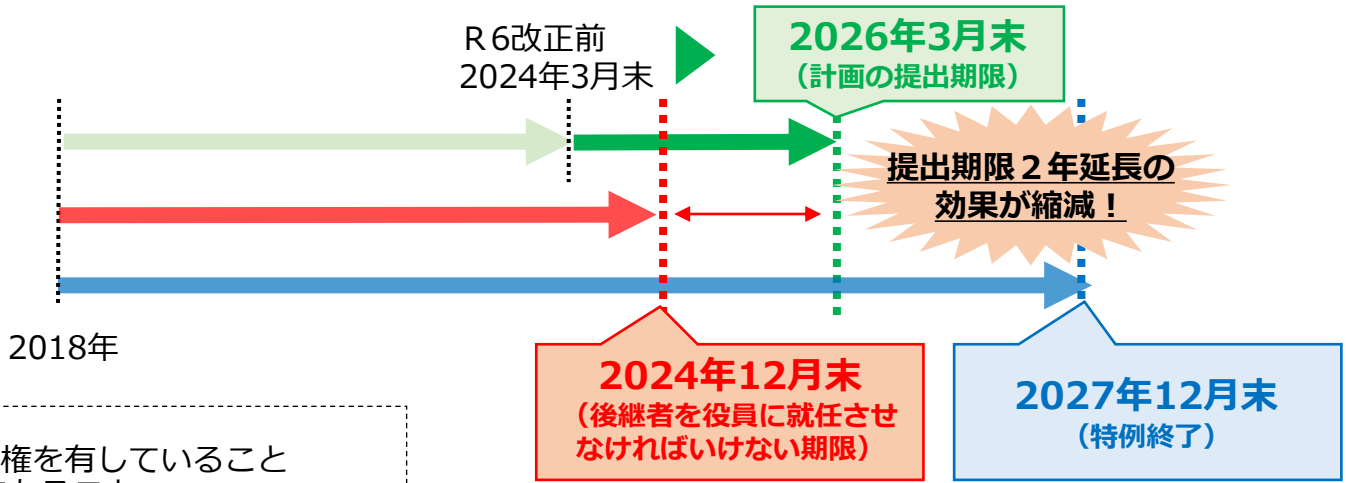 Ｒ6改正前
2024年3月末
2026年3月末
（計画の提出期限）
提出期限２年延長の
効果が縮減！
2018年
2024年12月末
（後継者を役員に就任させ
なければいけない期限）
2027年12月末
（特例終了）
権を有していること